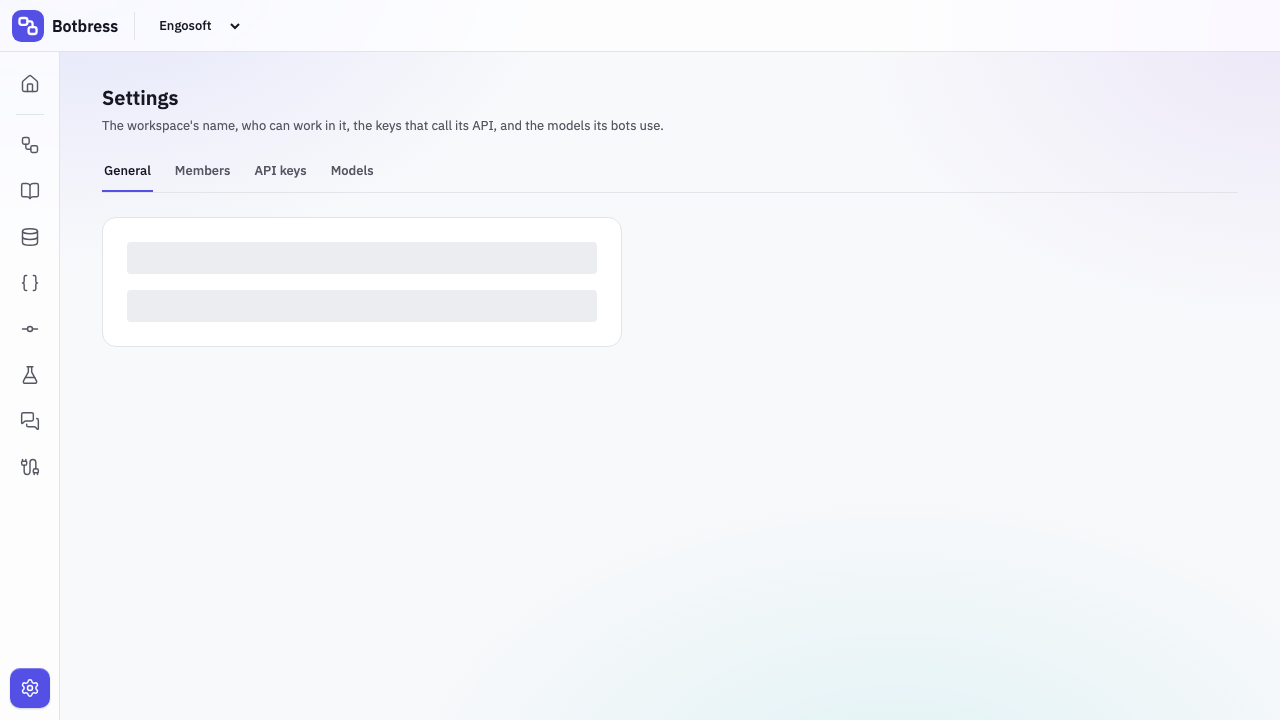 Botbress
Engosoft
Settings
The workspace's name, who can work in it, the keys that call its API, and the models its bots use.
General Members API keys Models